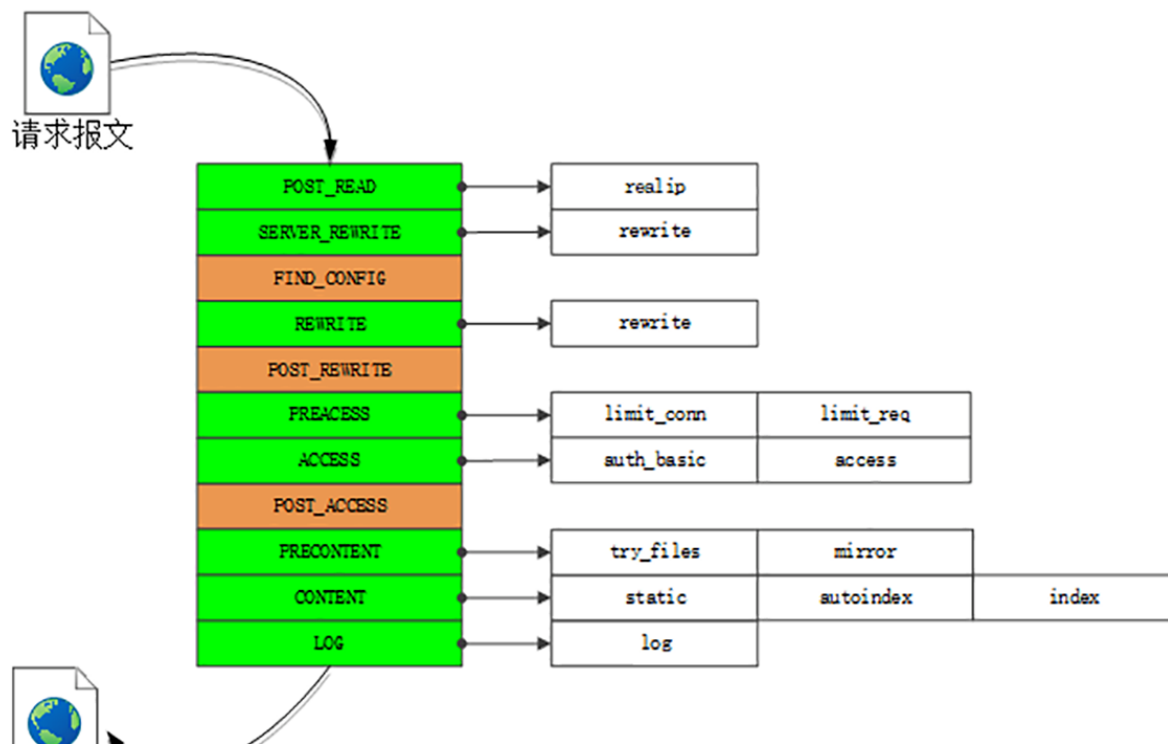 请求报文
POST_READ realip
SERVER_REWRITE rewrite
FIND_CONFIG
REWRITE rewrite
POST_REWRITE
PREACESS limit_conn limit_req
ACCESS auth_basic access
POST_ACCESS
PRECONTENT try_files mirror
CONTENT static autoindex index
LOG log